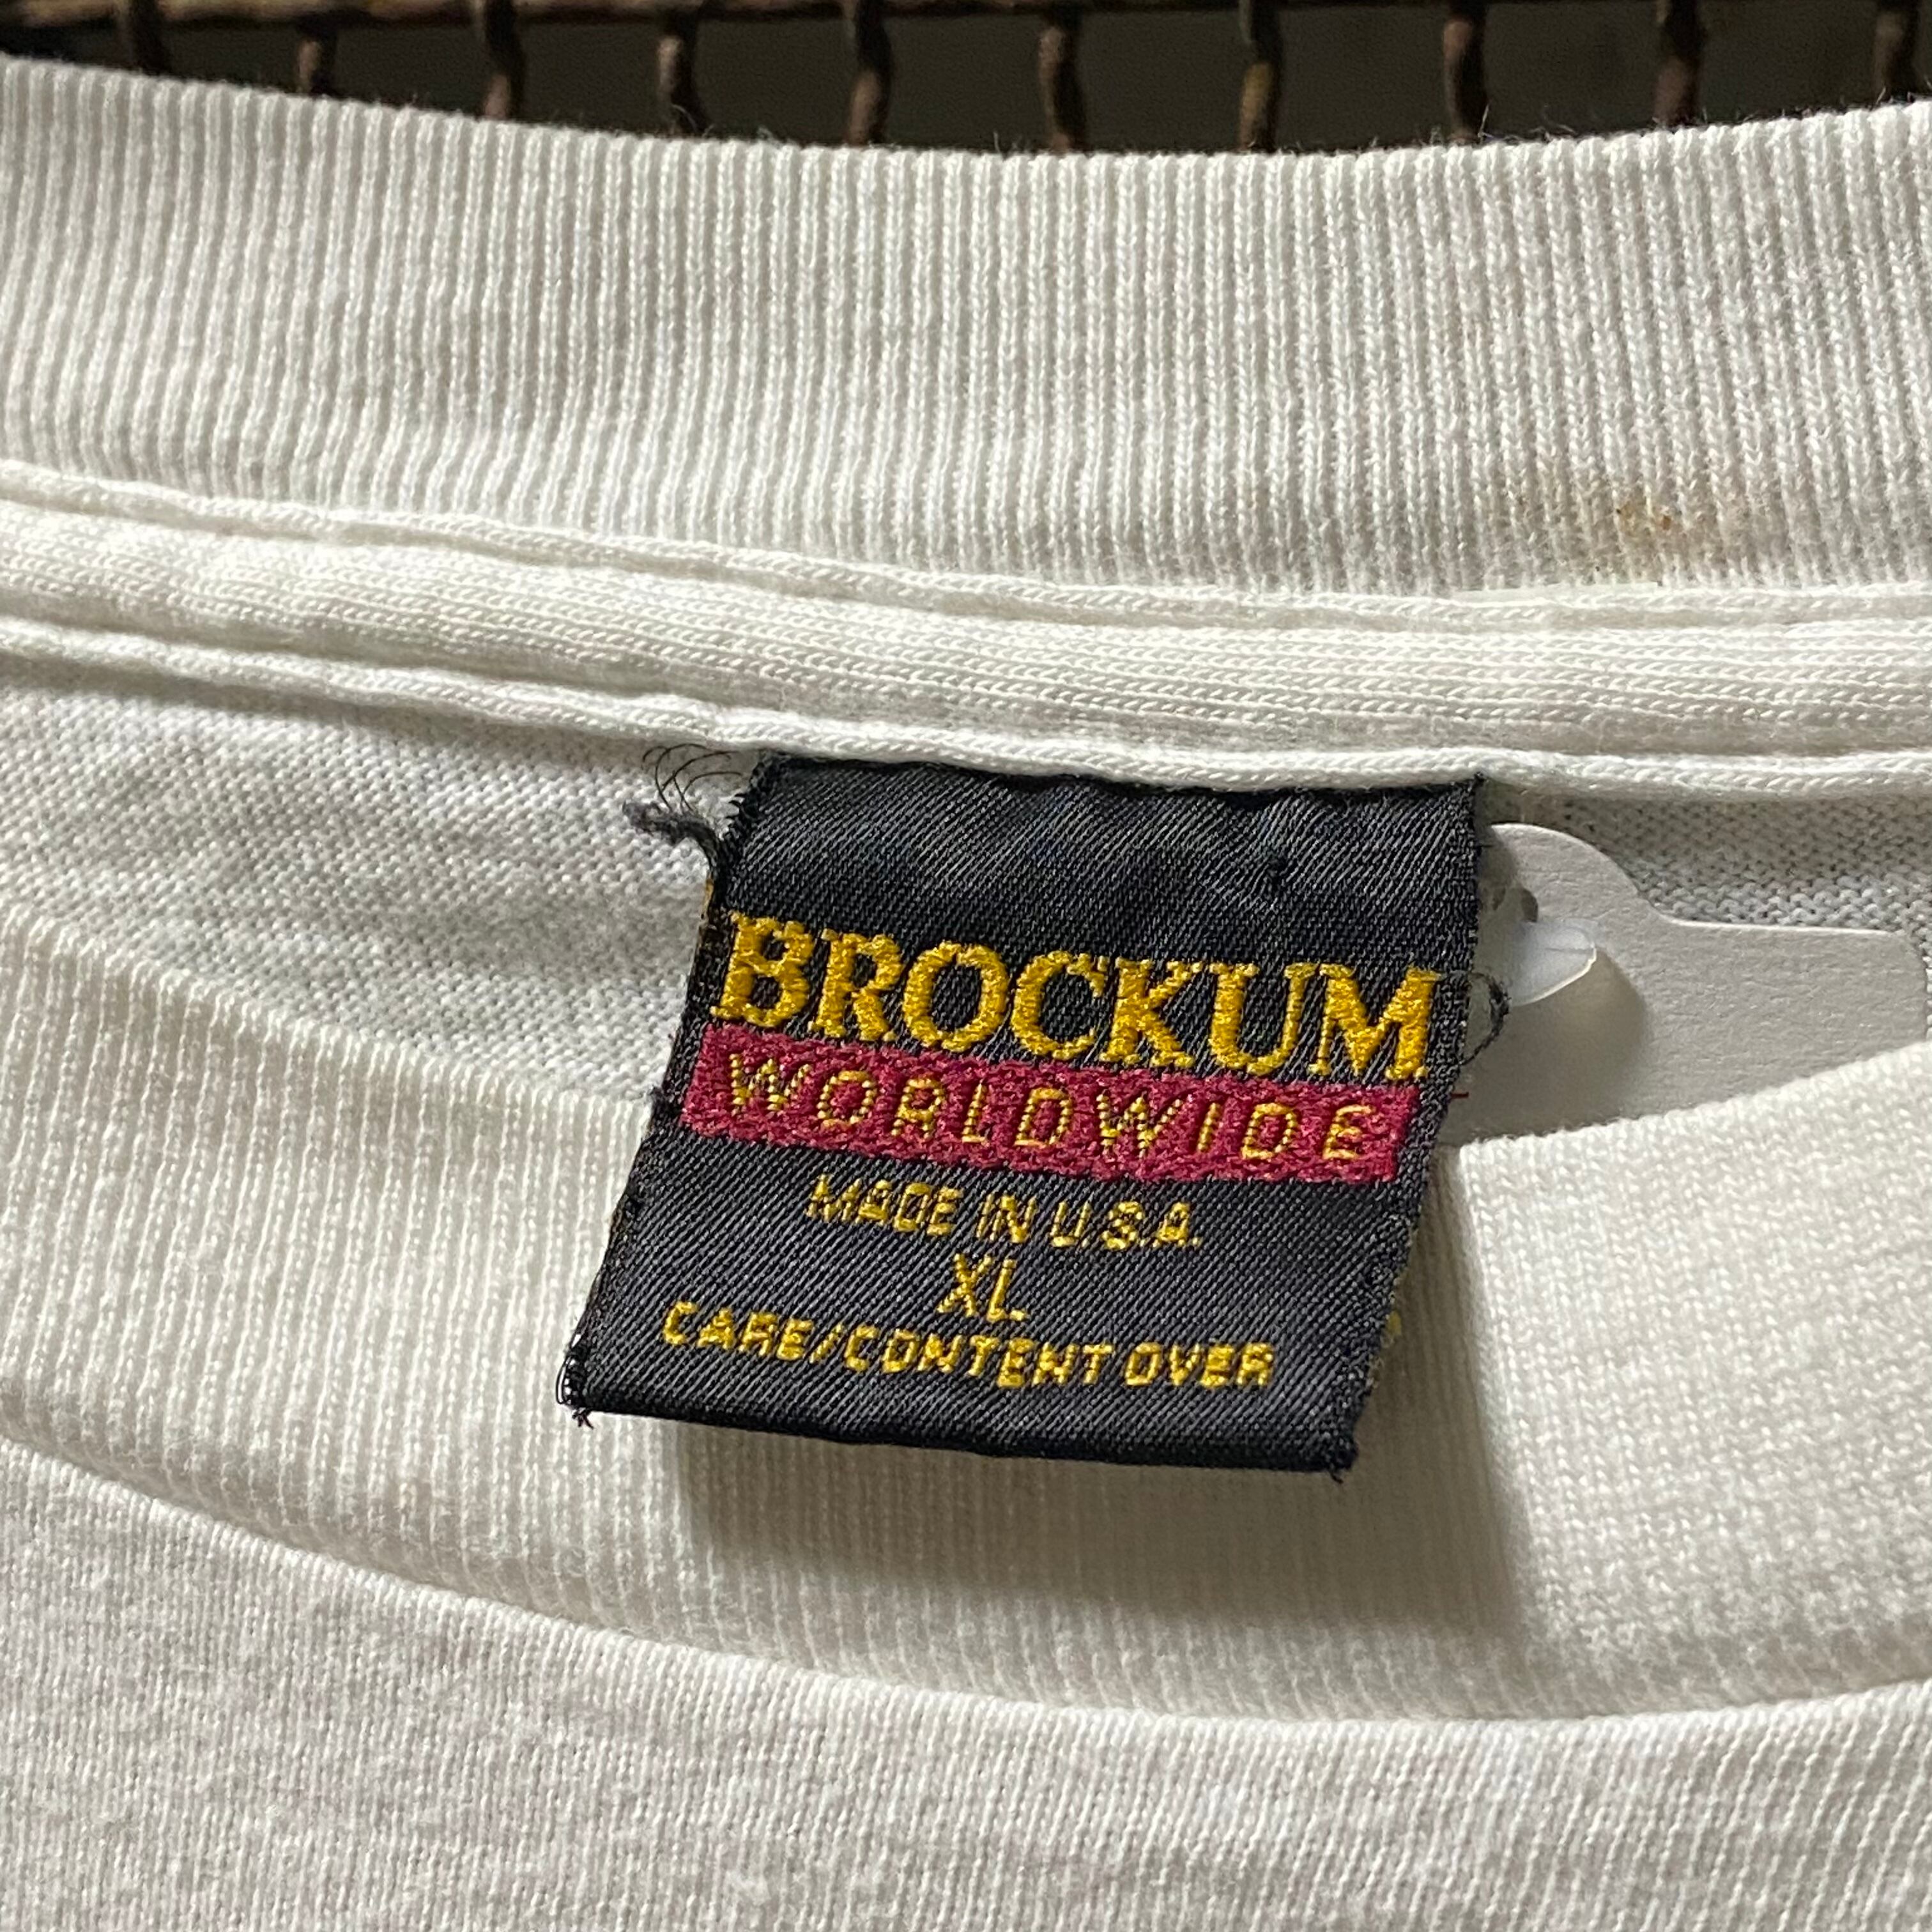 BROCKUM
WORLDWIDE
MADE IN U.S.A.
XL
CARE/CONTENT OVER